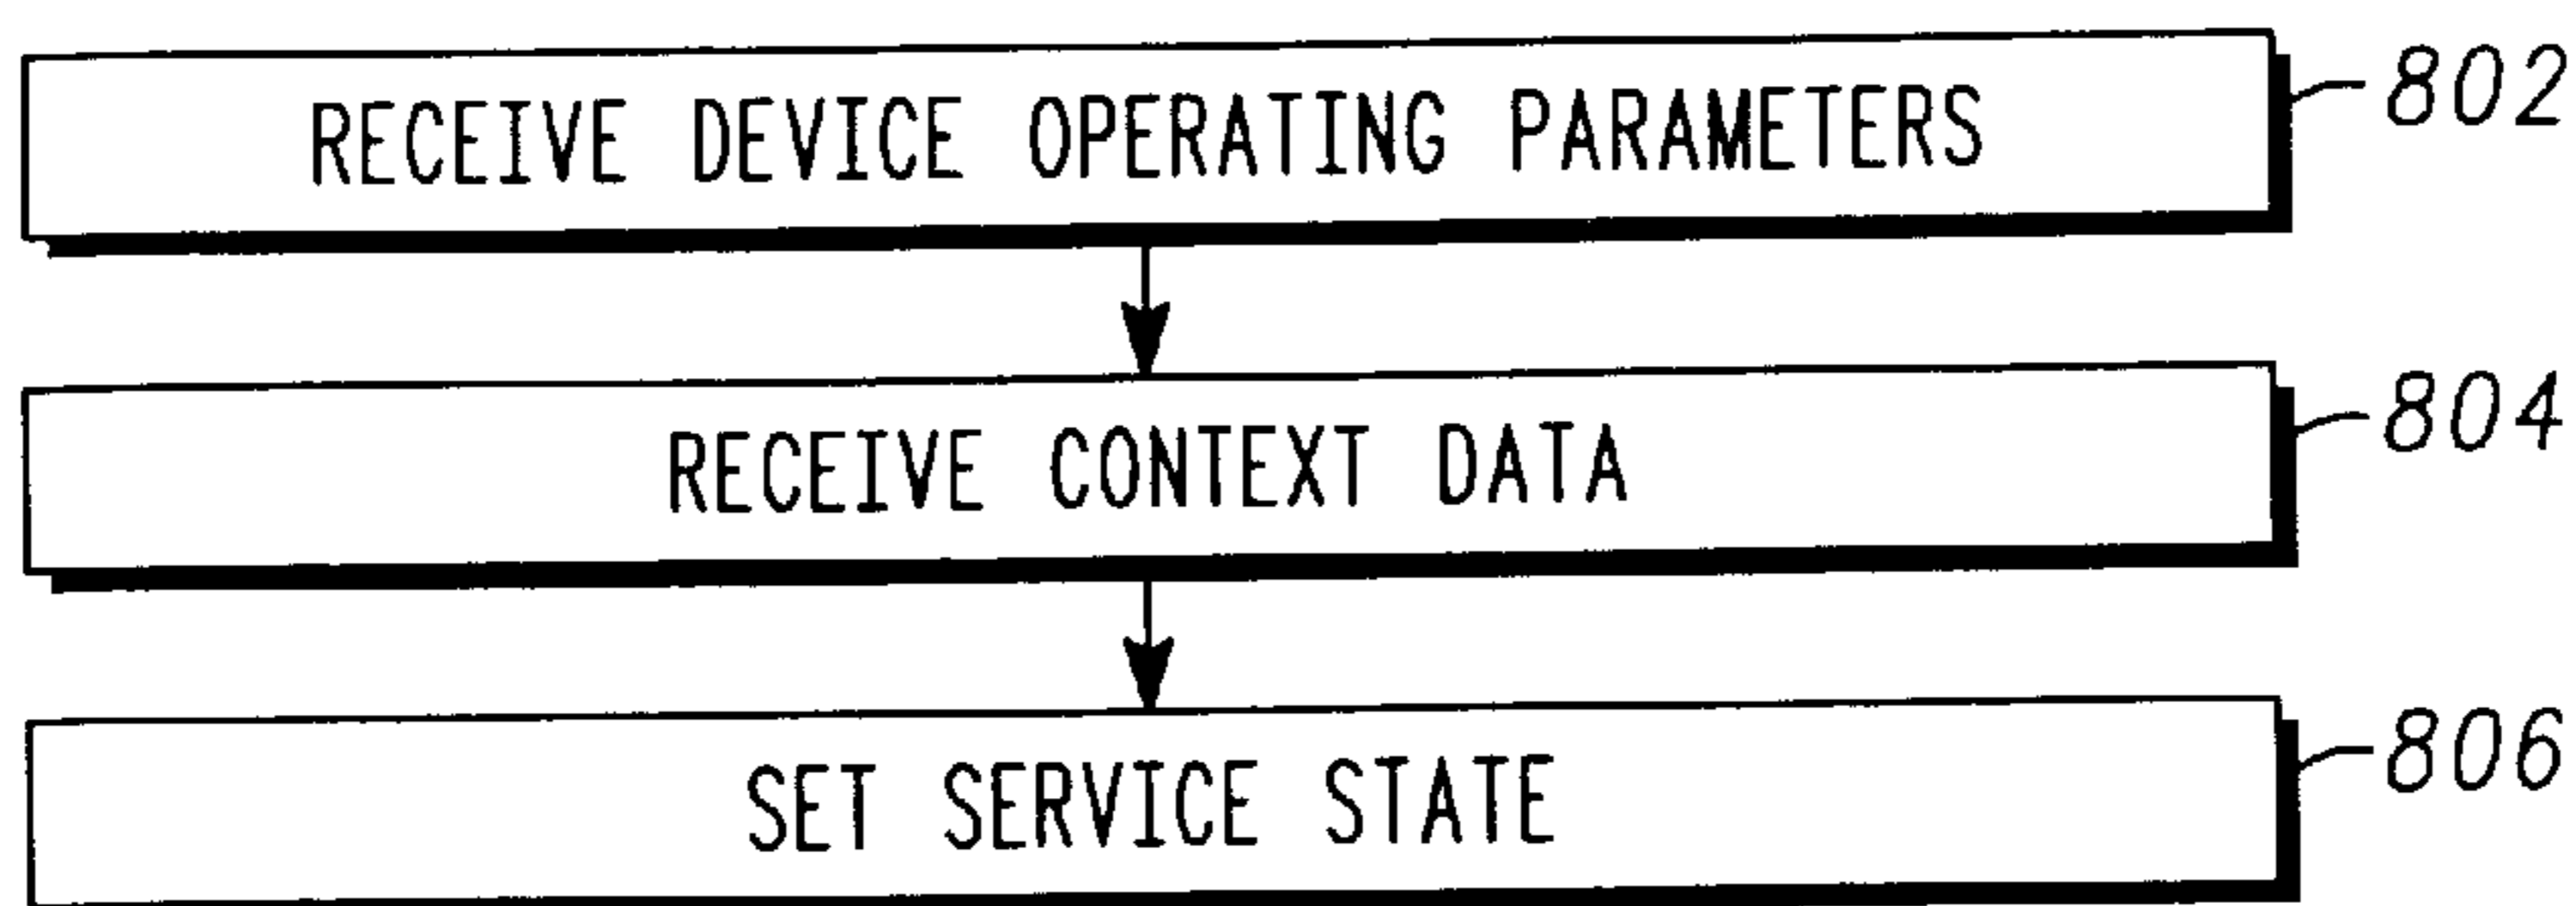 RECEIVE DEVICE OPERATING PARAMETERS 802
RECEIVE CONTEXT DATA 804
SET SERVICE STATE 806